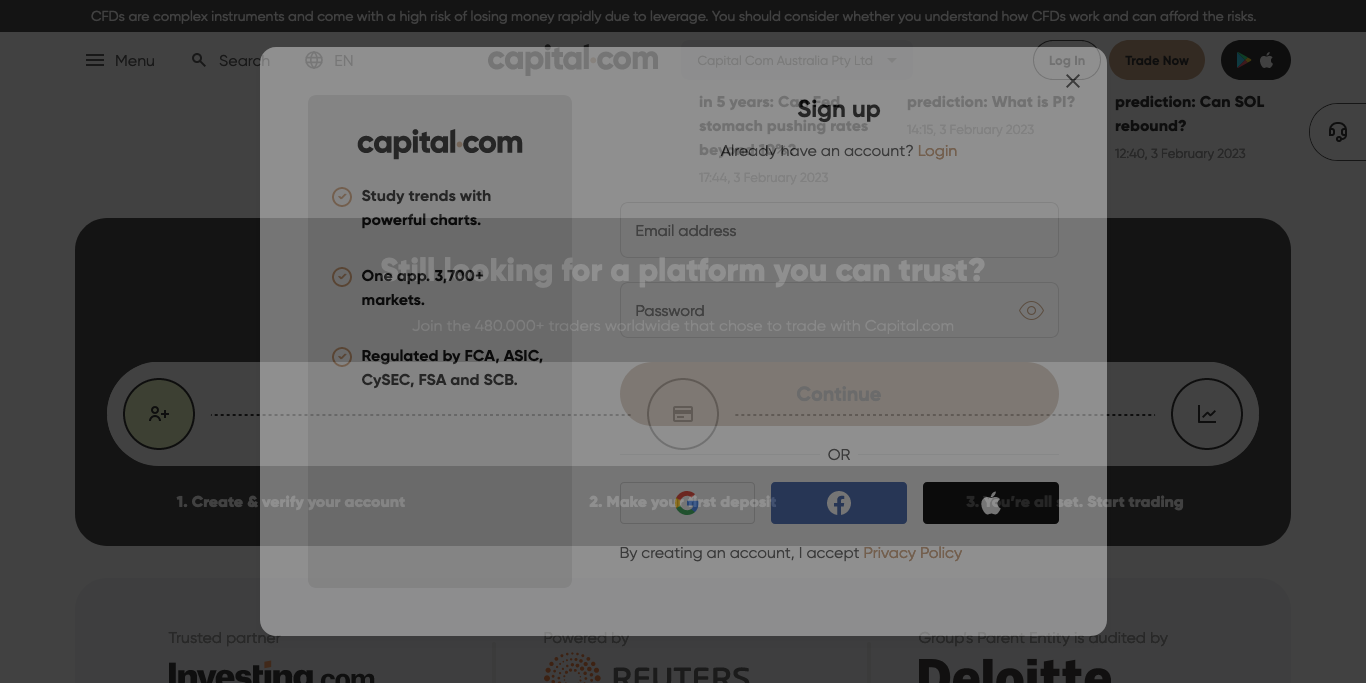 CFDs are complex instruments and come with a high risk of losing money rapidly due to leverage. You should consider whether you understand how CFDs work and can afford the risks.
Menu
Search
EN
capital.com
Capital Com Australia Pty Ltd
Log In
Trade Now
in 5 years: Can Fed
stomach pushing rates
17:44, 3 February 2023
prediction: What is PI?
14:15, 3 February 2023
prediction: Can SOL
rebound?
12:40, 3 February 2023
capital.com
Study trends with
powerful charts.
One app. 3,700+
markets.
Regulated by FCA, ASIC,
CySEC, FSA and SCB.
Sign up
Already have an account? Login
Email address
Password
Continue
OR
By creating an account, I accept Privacy Policy
Still looking for a platform you can trust?
Join the 480.000+ traders worldwide that chose to trade with Capital.com
1. Create & verify your account
2. Make your first deposit
3. You're all set. Start trading
Trusted partner
Investing.com
Powered by
REUTERS
Group's Parent Entity is audited by
Deloitte